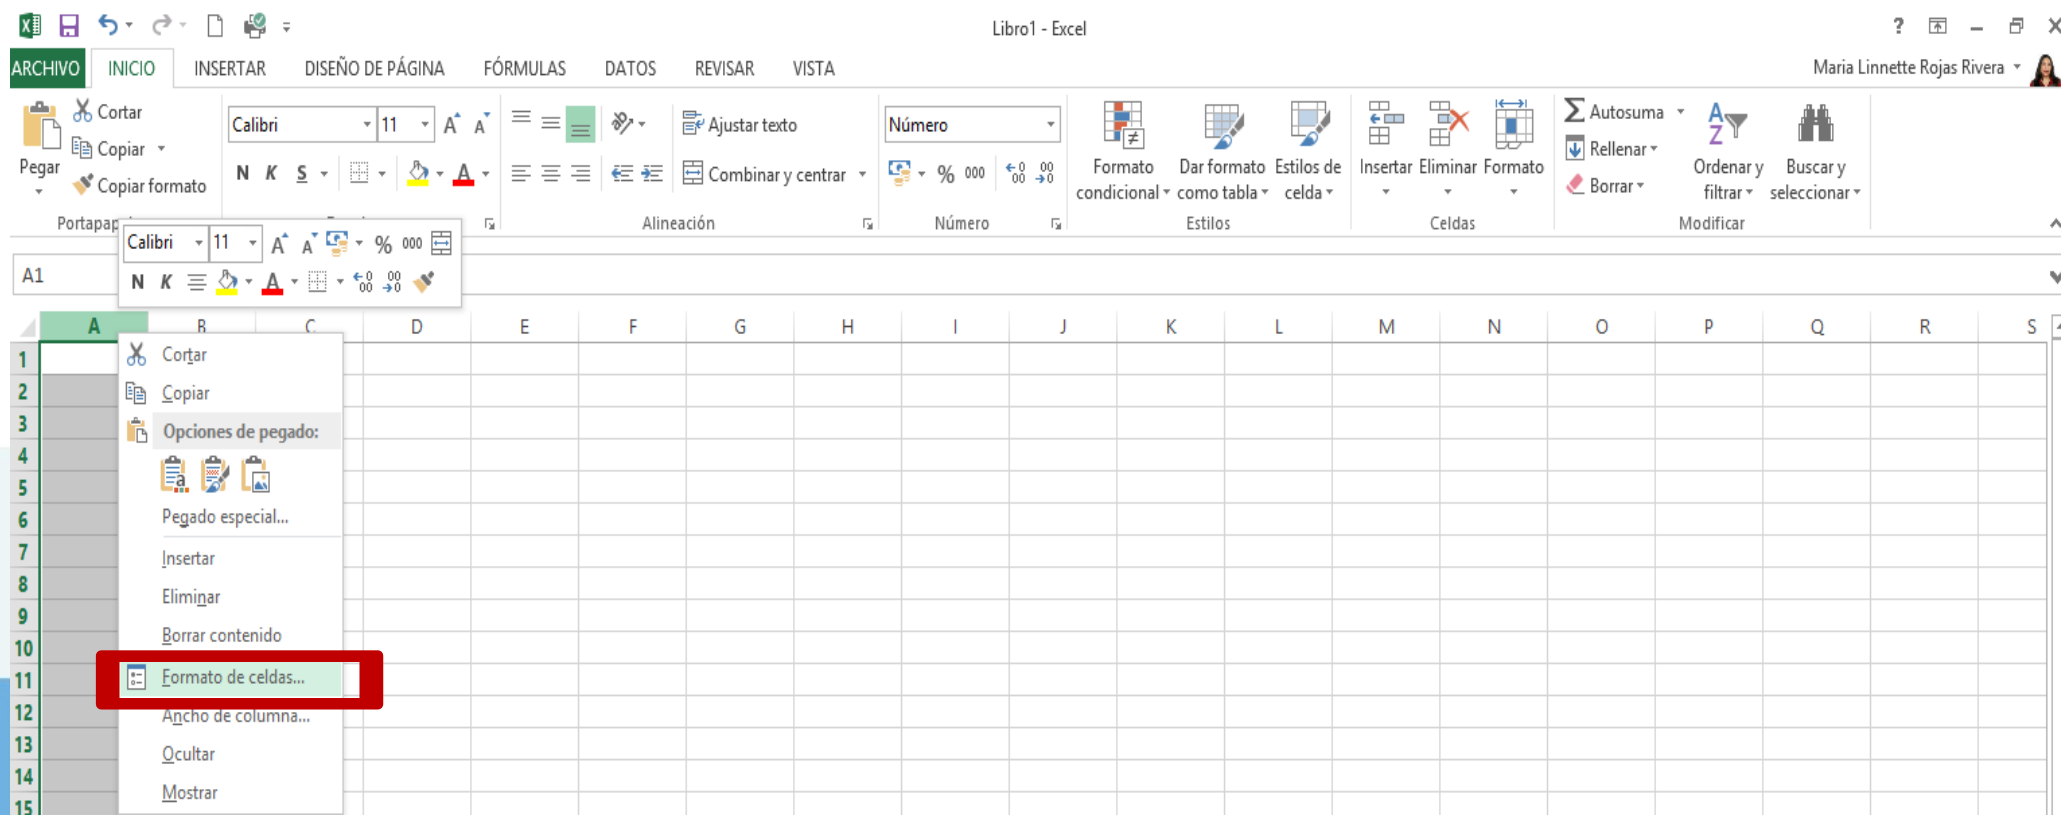 Libro1 - Excel
?
ARCHIVO INICIO INSERTAR DISEÑO DE PÁGINA FÓRMULAS DATOS REVISAR VISTA Maria Linnette Rojas Rivera
Pegar
Cortar
Copiar
Copiar formato
Calibri 11
N K S
Ajustar texto
Combinar y centrar
Número
% 000
Formato condicional
Dar formato como tabla
Estilos de celda
Insertar Eliminar Formato
Autosuma
Rellenar
Borrar
Ordenar y filtrar
Buscar y seleccionar
Alineación Número Estilos Celdas Modificar
Calibri 11 % 000
N K
A1
A B C D E F G H I J K L M N O P Q R S
1
2
3
4
5
6
7
8
9
10
11
12
13
14
15
Cortar
Copiar
Opciones de pegado:
Pegado especial...
Insertar
Eliminar
Borrar contenido
Formato de celdas...
Ancho de columna...
Ocultar
Mostrar